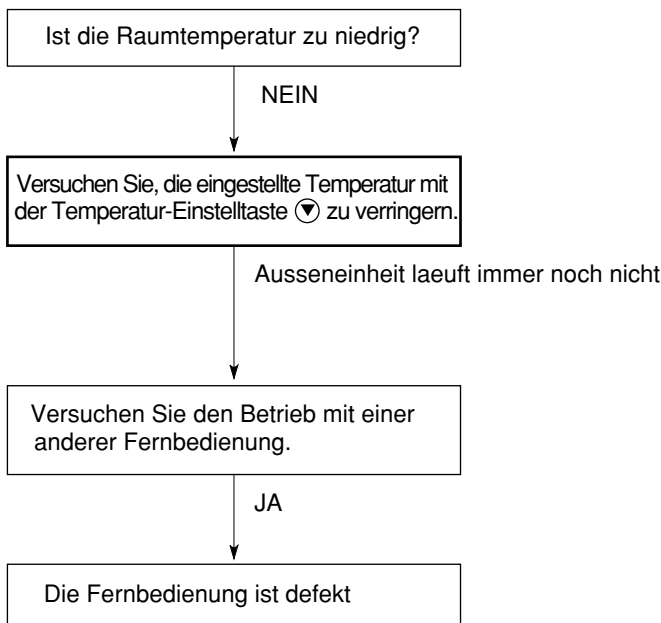 Ist die Raumtemperatur zu niedrig?
NEIN
Versuchen Sie, die eingestellte Temperatur mit
der Temperatur-Einstelltaste ▼ zu verringern.
Ausseneinheit laeuft immer noch nicht
Versuchen Sie den Betrieb mit einer
anderer Fernbedienung.
JA
Die Fernbedienung ist defekt